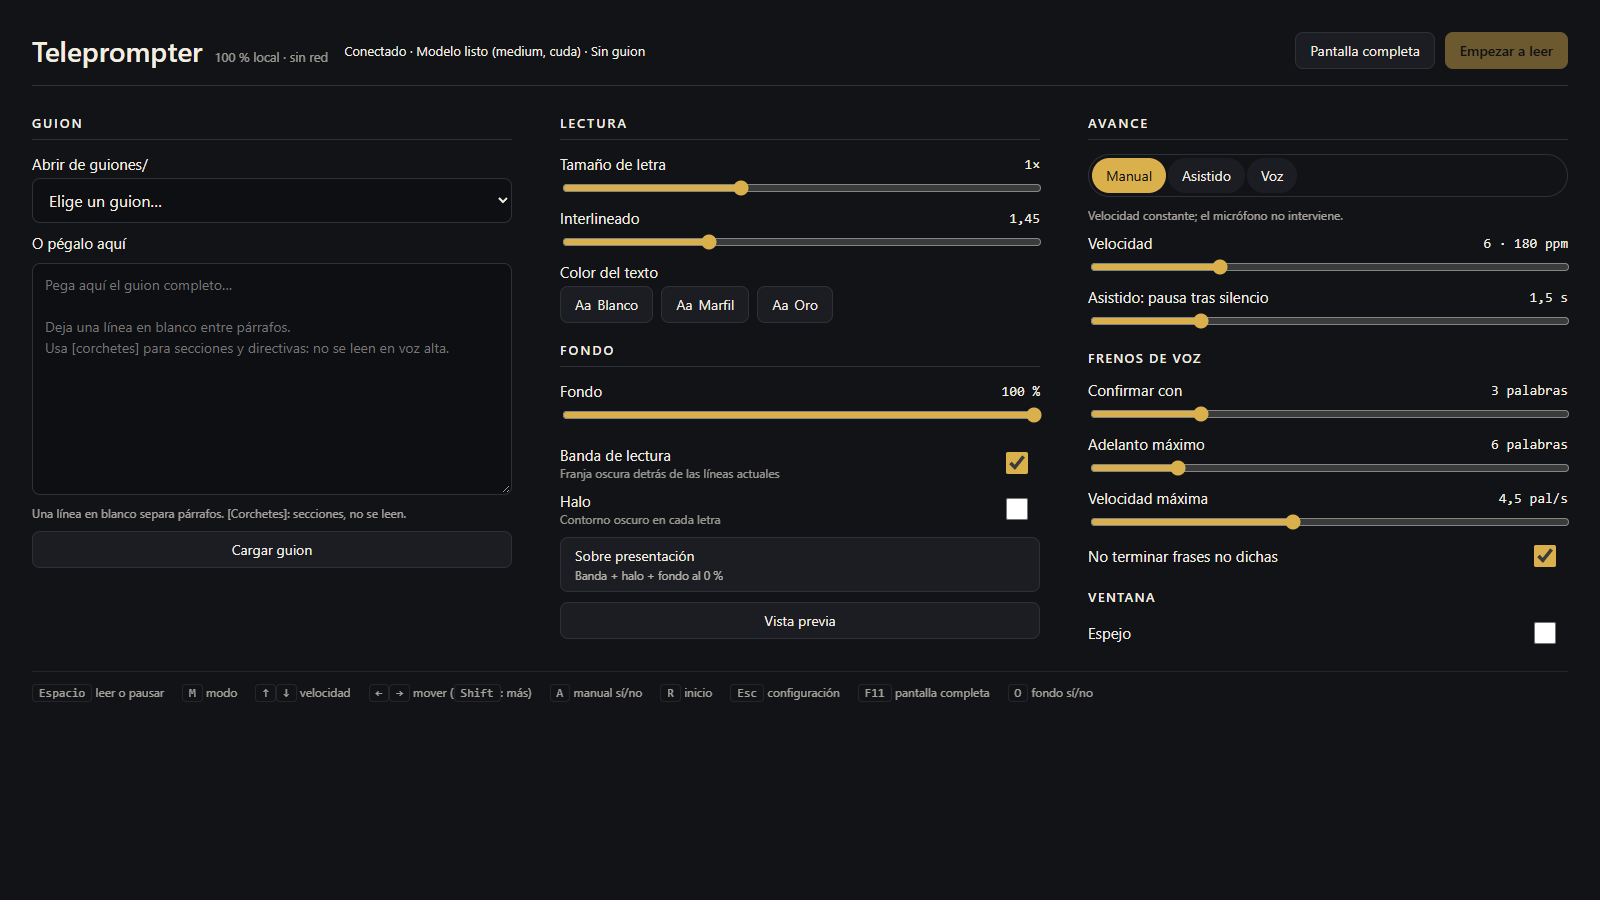 Teleprompter 100 % local · sin red Conectado · Modelo listo (medium, cuda) · Sin guion
Pantalla completa
Empezar a leer
GUION
Abrir de guiones/
Elige un guion...
O pégalo aquí
Pega aquí el guion completo...
Deja una línea en blanco entre párrafos.
Usa [corchetes] para secciones y directivas: no se leen en voz alta.
Una línea en blanco separa párrafos. [Corchetes]: secciones, no se leen.
Cargar guion
LECTURA
Tamaño de letra 1×
Interlineado 1,45
Color del texto
Aa Blanco
Aa Marfil
Aa Oro
FONDO
Fondo 100 %
Banda de lectura
Franja oscura detrás de las líneas actuales
Halo
Contorno oscuro en cada letra
Sobre presentación
Banda + halo + fondo al 0 %
Vista previa
AVANCE
Manual Asistido Voz
Velocidad constante; el micrófono no interviene.
Velocidad 6 · 180 ppm
Asistido: pausa tras silencio 1,5 s
FRENOS DE VOZ
Confirmar con 3 palabras
Adelanto máximo 6 palabras
Velocidad máxima 4,5 pal/s
No terminar frases no dichas
VENTANA
Espejo
Espacio leer o pausar M modo ↑ ↓ velocidad ← → mover (Shift: más) A manual sí/no R inicio Esc configuración F11 pantalla completa O fondo sí/no